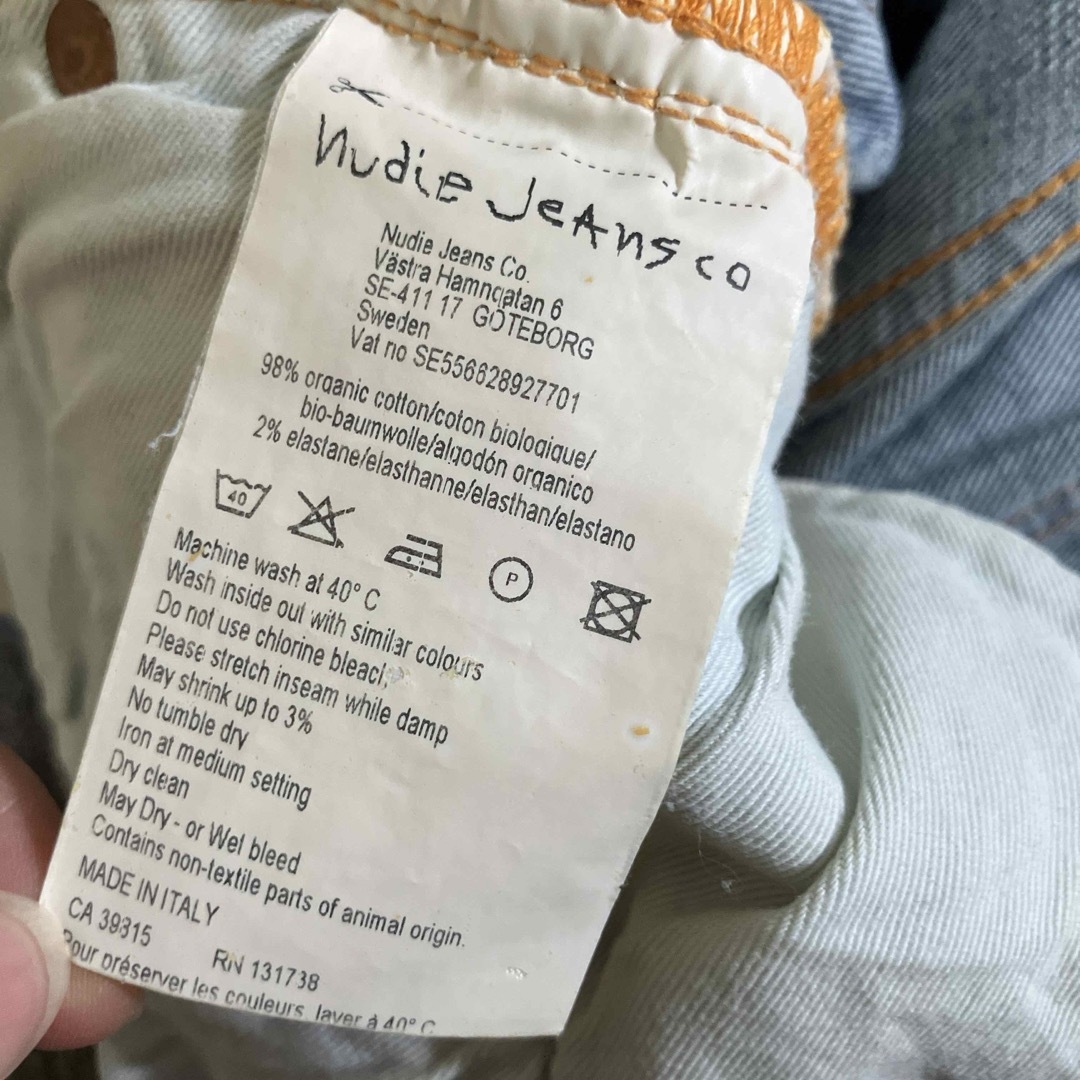 Nudie Jeans co
Nudie Jeans Co.
Västra Hamngatan 6
SE-411 17 GÖTEBORG
Sweden
Vat no SE556628927701
98% organic cotton/coton biologique/
bio-baumwolle/algodón organico
2% elastane/elasthanne/elasthan/elastano
40
P
Machine wash at 40° C
Wash inside out with similar colours
Do not use chlorine bleach,
Please stretch inseam while damp
May shrink up to 3%
No tumble dry
Iron at medium setting
Dry clean
May Dry - or Wet bleed
Contains non-textile parts of animal origin.
MADE IN ITALY
CA 39315
RN 131738
Pour préserver les couleurs, laver à 40° C